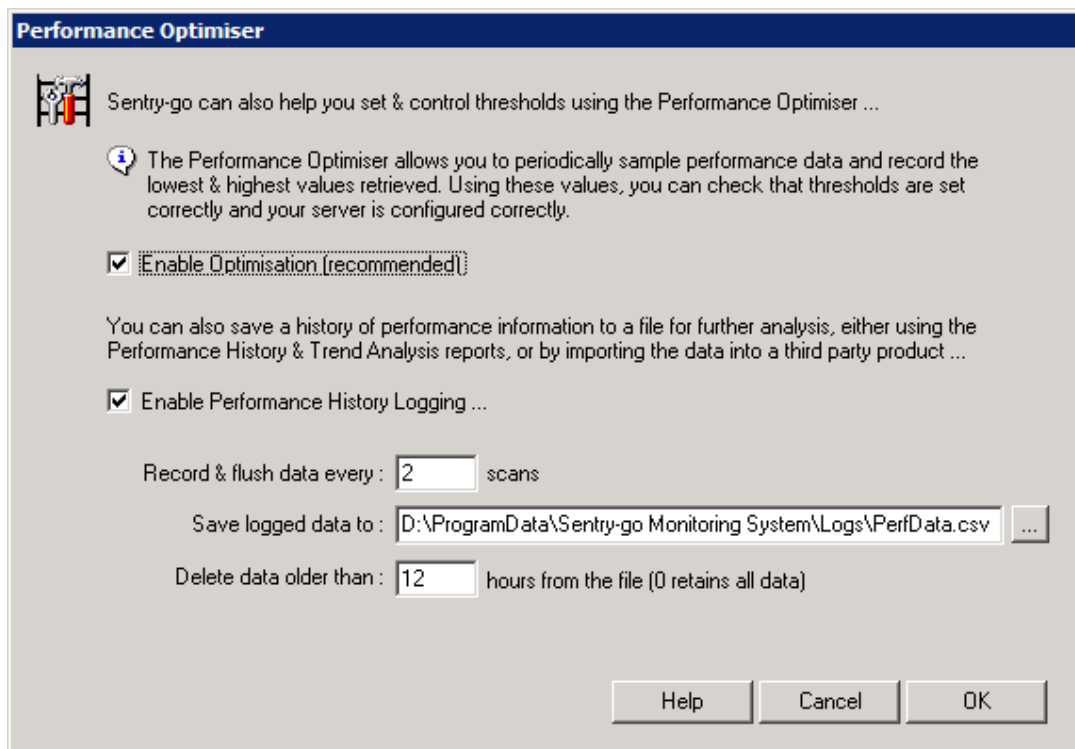 Performance Optimiser
Sentry-go can also help you set & control thresholds using the Performance Optimiser ...
The Performance Optimiser allows you to periodically sample performance data and record the
lowest & highest values retrieved. Using these values, you can check that thresholds are set
correctly and your server is configured correctly.
Enable Optimisation (recommended)
You can also save a history of performance information to a file for further analysis, either using the
Performance History & Trend Analysis reports, or by importing the data into a third party product ...
Enable Performance History Logging ...
Record & flush data every : 2 scans
Save logged data to : D:\ProgramData\Sentry-go Monitoring System\Logs\PerfData.csv ...
Delete data older than : 12 hours from the file (0 retains all data)
Help Cancel OK